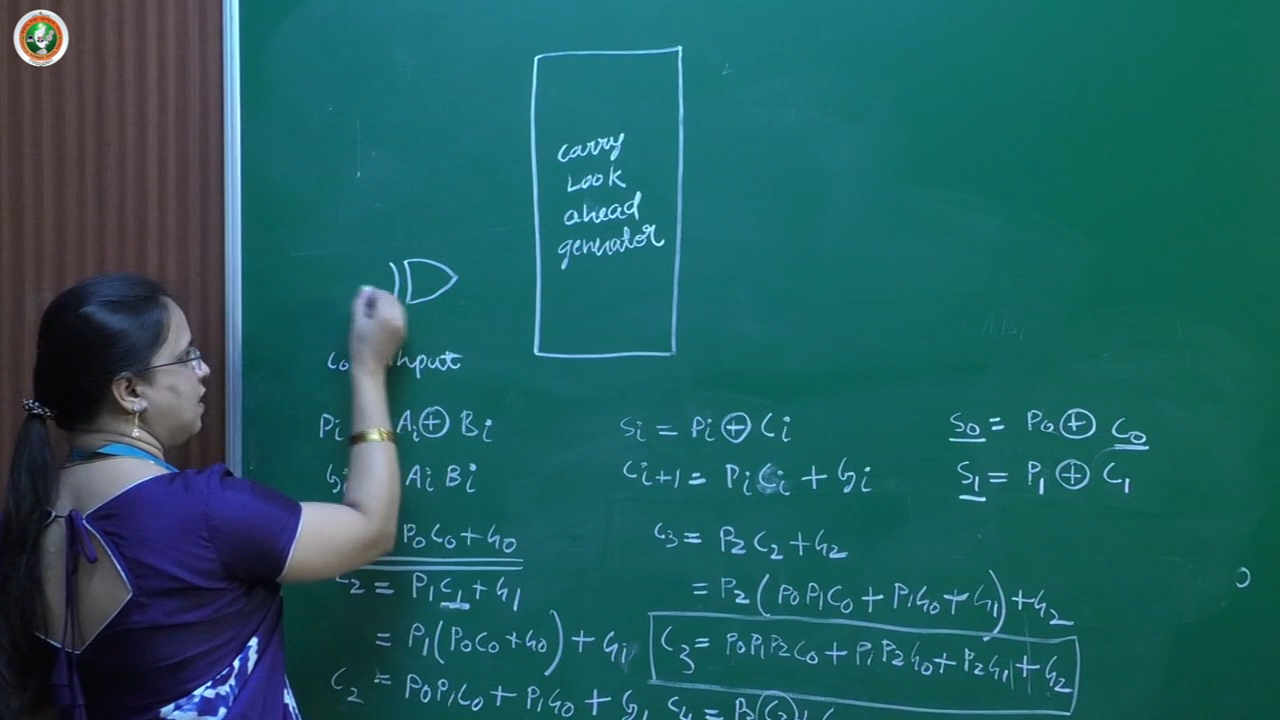 carry
Look
ahead
generator
input
Pi Ai ⊕ Bi
Gi Ai Bi
P0C0+G0
C2 = P1C1+G1
= P1(P0C0+G0)+G1
C2 = P0P1C0+P1G0+G1
Si = Pi ⊕ Ci
Ci+1 = PiCi + Gi
C3 = P2C2+G2
= P2(P0P1C0+P1G0+G1)+G2
C3 = P0P1P2C0+P1P2G0+P2G1+G2
C4 =
S0 = P0 ⊕ C0
S1 = P1 ⊕ C1